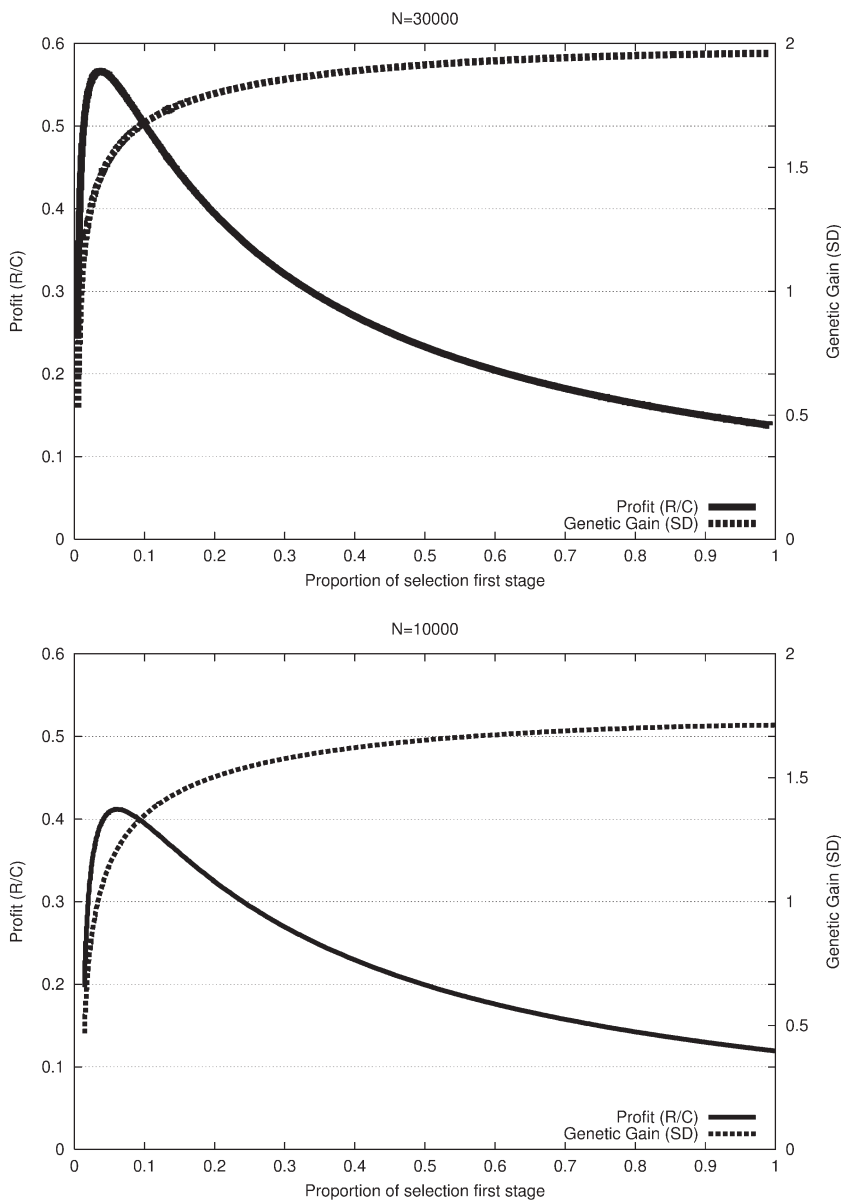 N=30000
0.6
0.5
0.4
0.3
0.2
0.1
0
Profit (R/C)
2
1.5
1
0.5
0
Genetic Gain (SD)
Profit (R/C)
Genetic Gain (SD)
0 0.1 0.2 0.3 0.4 0.5 0.6 0.7 0.8 0.9 1
Proportion of selection first stage
N=10000
0.6
0.5
0.4
0.3
0.2
0.1
0
Profit (R/C)
2
1.5
1
0.5
0
Genetic Gain (SD)
Profit (R/C)
Genetic Gain (SD)
0 0.1 0.2 0.3 0.4 0.5 0.6 0.7 0.8 0.9 1
Proportion of selection first stage